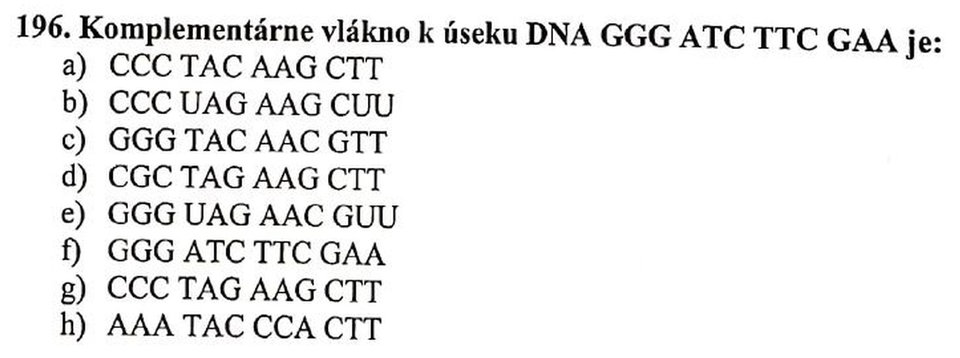 196. Komplementárne vlákno k úseku DNA GGG ATC TTC GAA je:
a) CCC TAC AAG CTT
b) CCC UAG AAG CUU
c) GGG TAC AAC GTT
d) CGC TAG AAG CTT
e) GGG UAG AAC GUU
f) GGG ATC TTC GAA
g) CCC TAG AAG CTT
h) AAA TAC CCA CTT